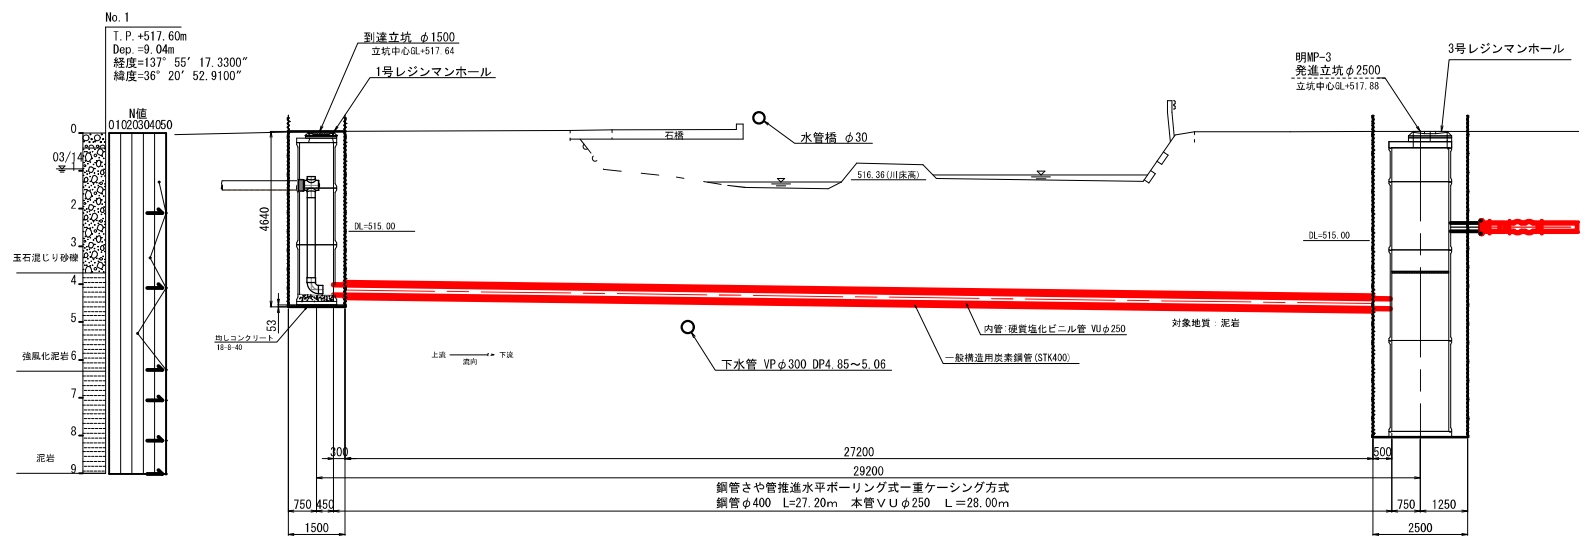 No. 1
T. P. +517.60m
Dep. =9.04m
経度=137° 55′ 17.3300″
緯度=36° 20′ 52.9100″
N値
0 10 20 30 40 50
0
03/14
2
3
玉石混じり砂礫
4
5
強風化泥岩
6
7
8
泥岩
9
到達立坑 φ1500
立坑中心GL+517.64
1号レジンマンホール
4640
53
均しコンクリート
18-8-40
DL=515.00
石橋
水管橋 φ30
516.36(川床高)
明MP-3
発進立坑φ2500
立坑中心GL+517.88
3号レジンマンホール
DL=515.00
対象地質：泥岩
内管:硬質塩化ビニル管 VUφ250
一般構造用炭素鋼管(STK400)
上流 下流
流向
下水管 VPφ300 DP4.85～5.06
300
27200
500
29200
鋼管さや管推進水平ボーリング式一重ケーシング方式
鋼管φ400 L=27.20m 本管VUφ250 L=28.00m
750
450
750
1250
1500
2500